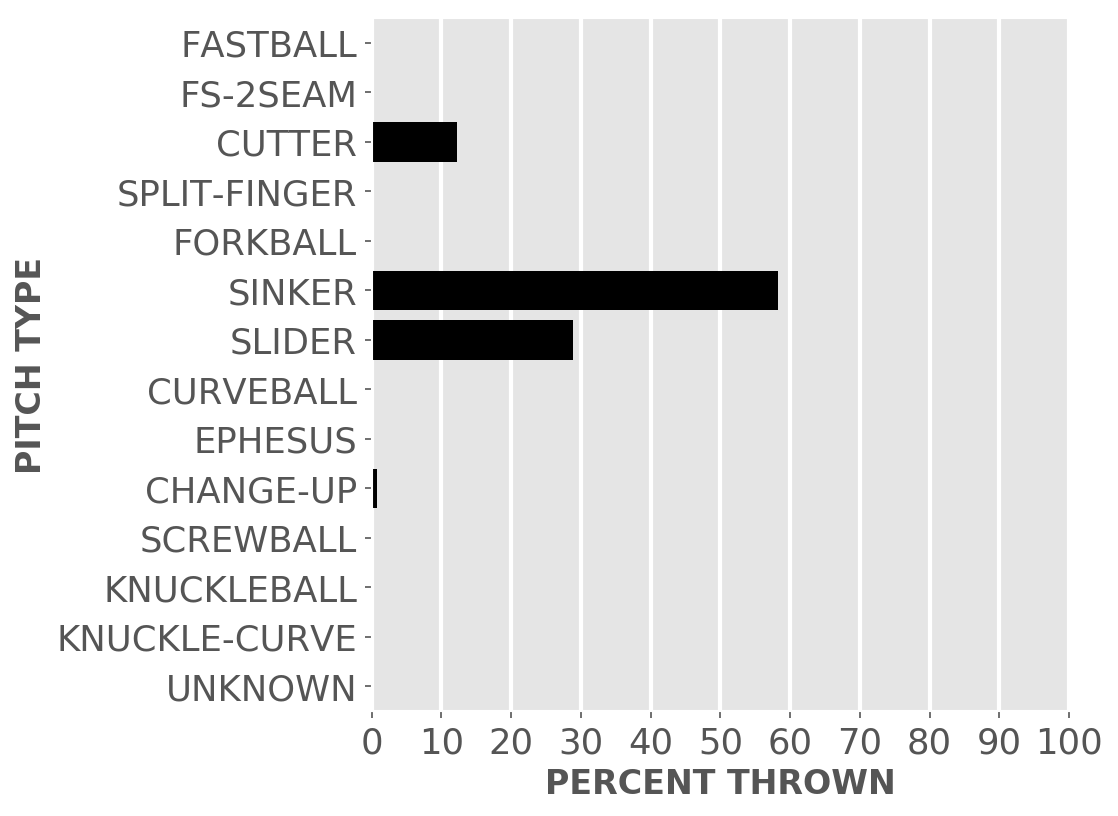 FASTBALL
FS-2SEAM
CUTTER
SPLIT-FINGER
FORKBALL
SINKER
SLIDER
CURVEBALL
EPHESUS
CHANGE-UP
SCREWBALL
KNUCKLEBALL
KNUCKLE-CURVE
UNKNOWN
PITCH TYPE
0 10 20 30 40 50 60 70 80 90 100
PERCENT THROWN